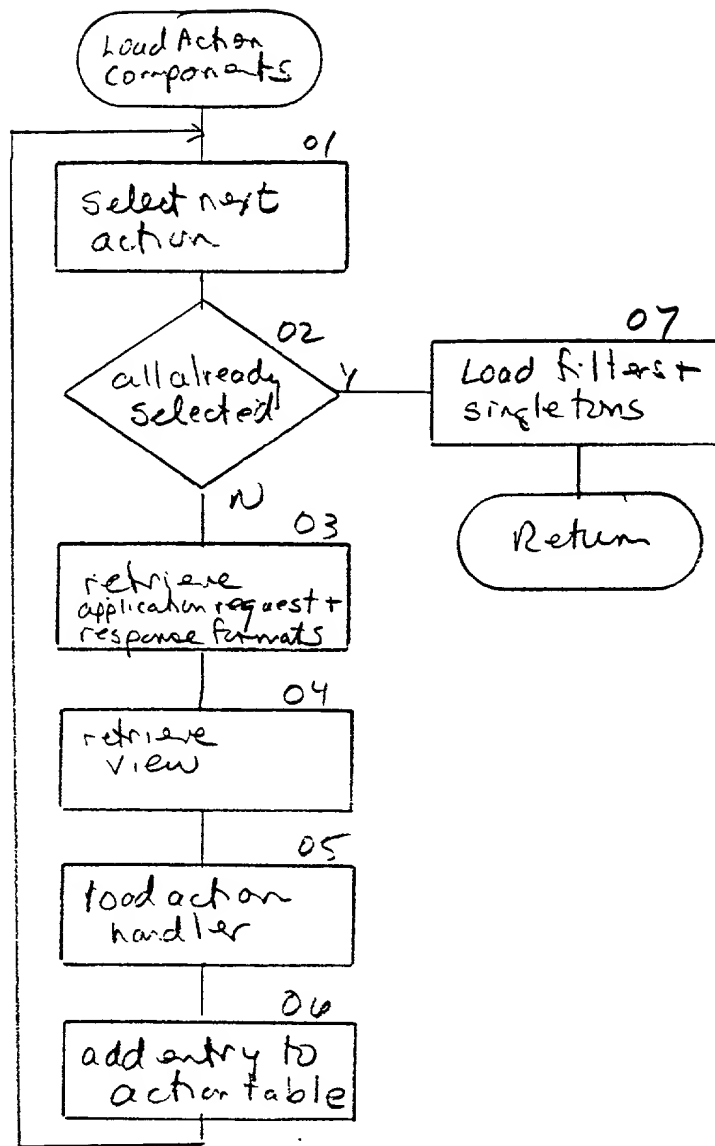 Load Action
components
01
select next
action
02
all already
selected
Y
07
Load filters +
singletons
Return
N
03
retrieve
application request +
response formats
04
retrieve
view
05
load action
handler
06
add entry to
action table